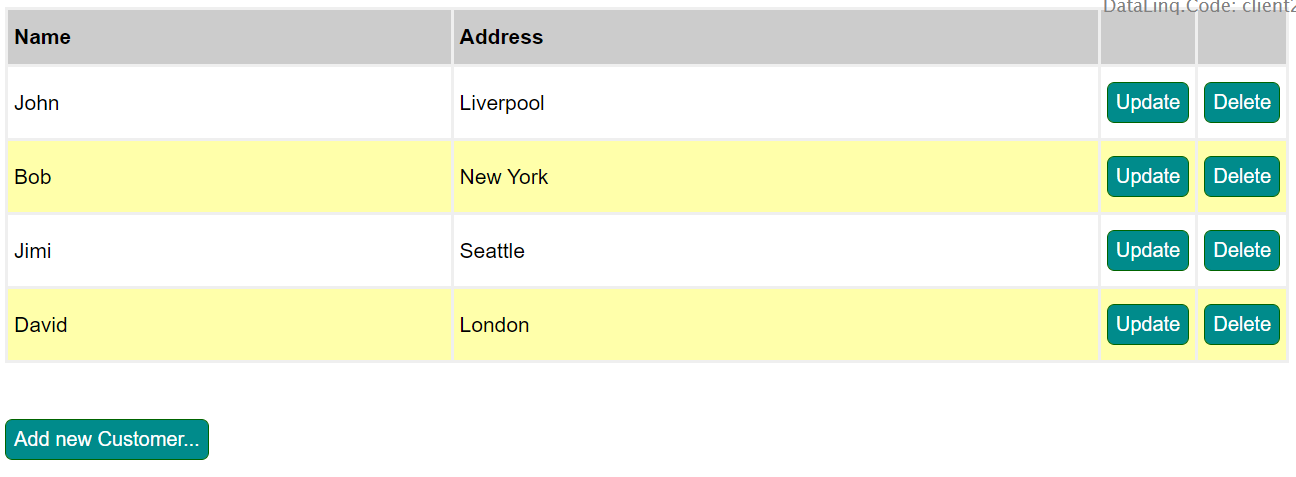 DataLinq.Code: client2
Name Address
John Liverpool Update Delete
Bob New York Update Delete
Jimi Seattle Update Delete
David London Update Delete
Add new Customer...